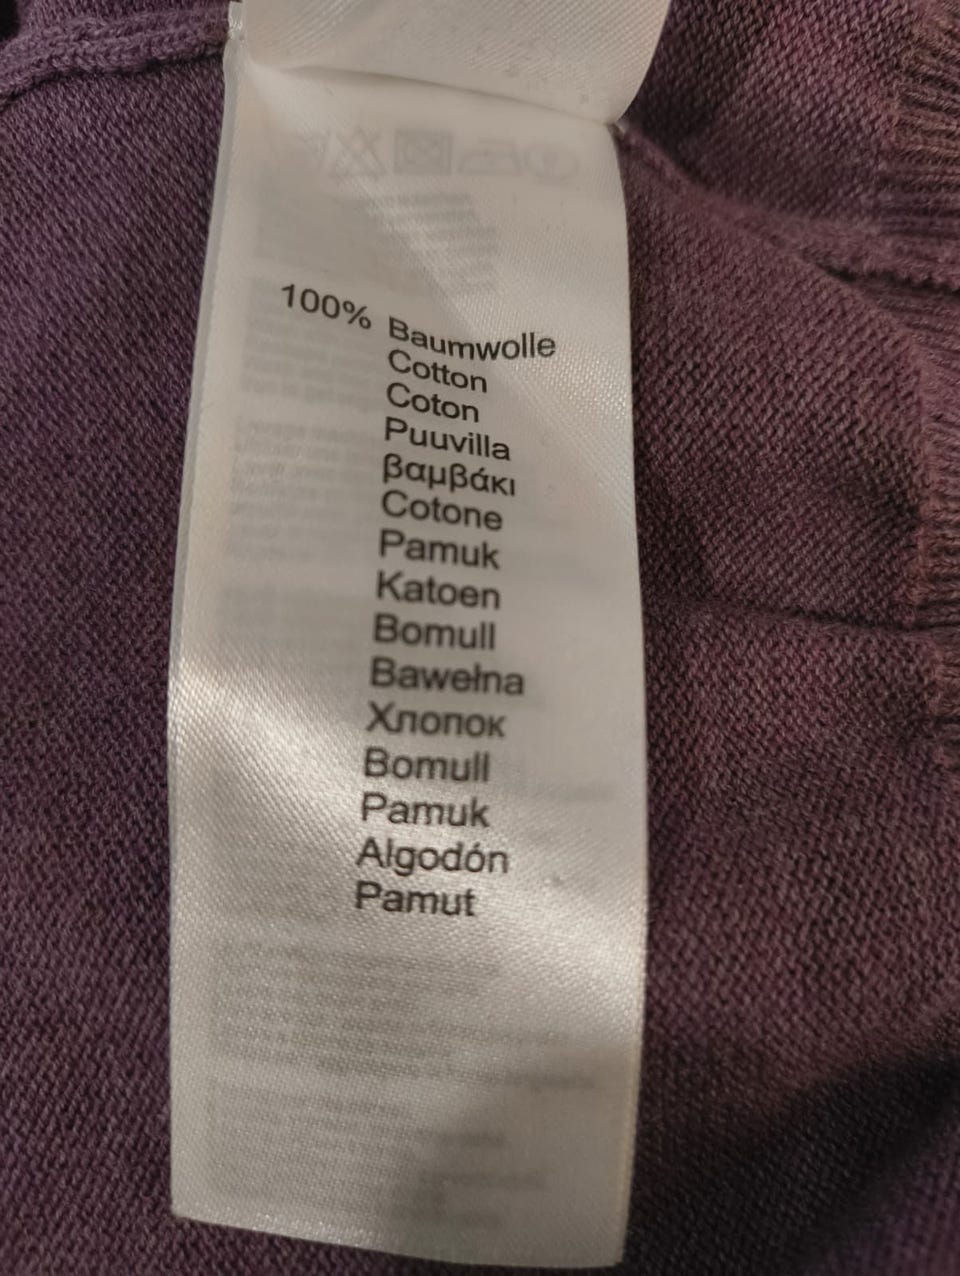 100% Baumwolle
Cotton
Coton
Puuvilla
βαμβάκι
Cotone
Pamuk
Katoen
Bomull
Bawełna
Хлопок
Bomull
Pamuk
Algodón
Pamut